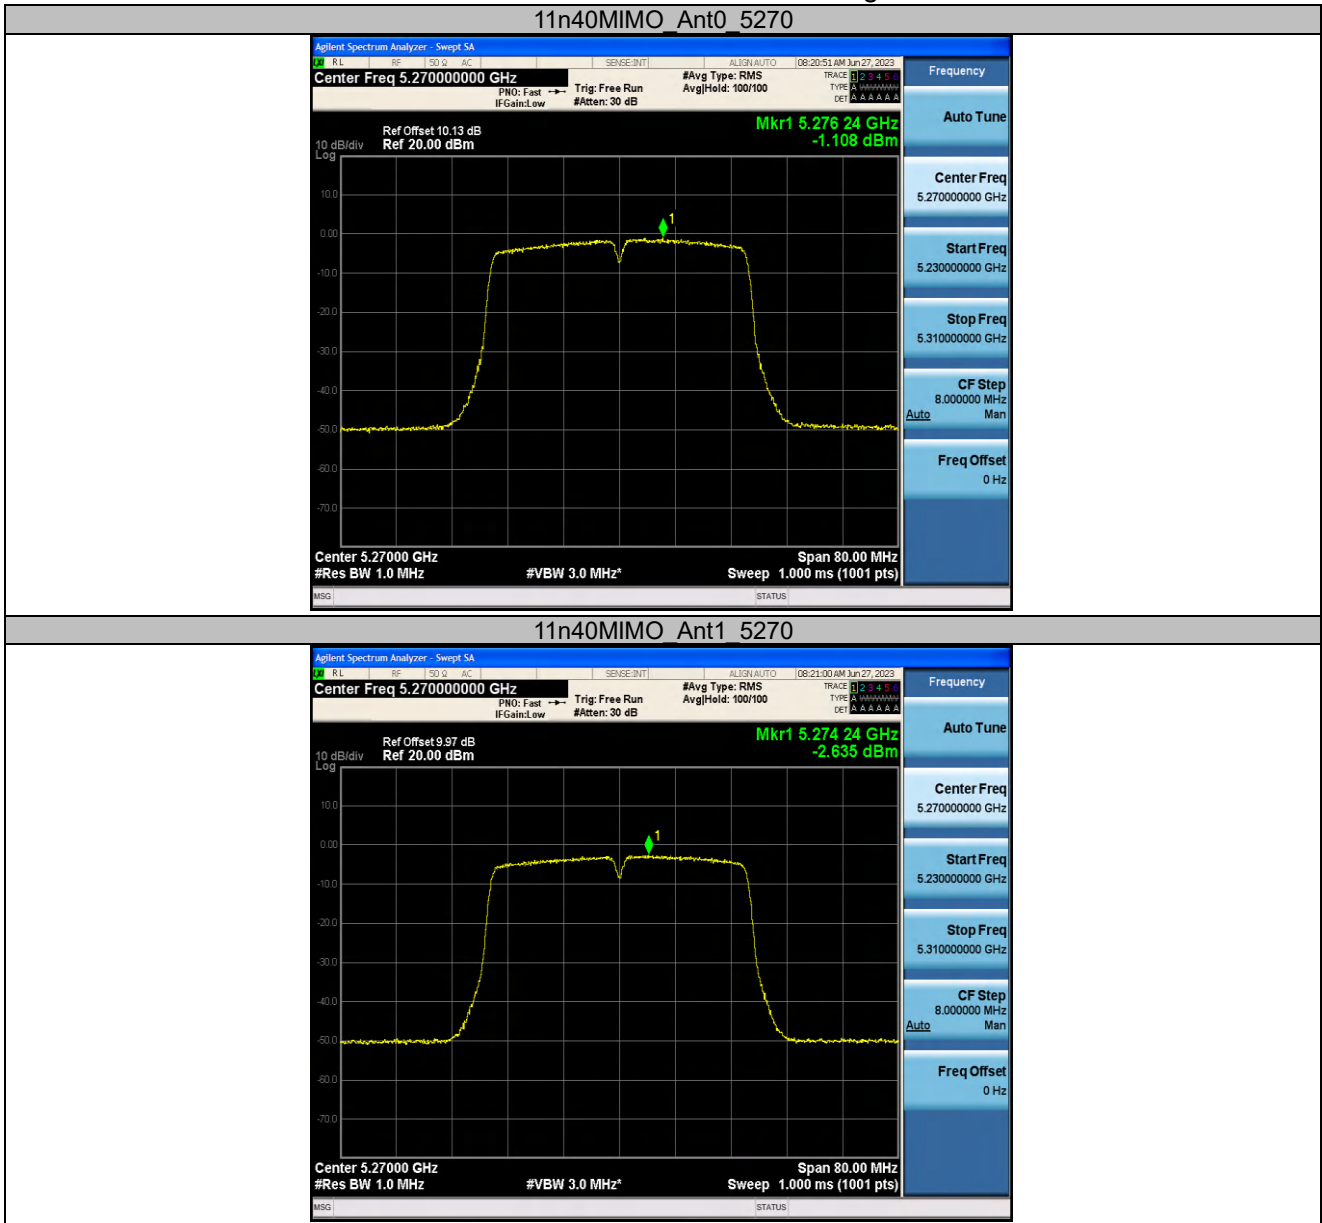 11n40MIMO_Ant0_5270
Agilent Spectrum Analyzer - Swept SA
RL RF 50 Ω AC SENSE:INT ALIGN AUTO 08:20:51 AM Jun 27, 2023
Center Freq 5.270000000 GHz #Avg Type: RMS TRACE 1 2 3 4 5 6 Frequency
PNO: Fast Trig: Free Run Avg|Hold: 100/100 TYPE A WWWWW
IFGain:Low #Atten: 30 dB DET A A A A A A
Auto Tune
Mkr1 5.276 24 GHz
Ref Offset 10.13 dB
10 dB/div Ref 20.00 dBm -1.108 dBm
Log
Center Freq
5.270000000 GHz
10.0
1
0.00
Start Freq
5.230000000 GHz
-10.0
-20.0
Stop Freq
5.310000000 GHz
-30.0
CF Step
8.000000 MHz
Auto Man
-40.0
-50.0
Freq Offset
0 Hz
-60.0
-70.0
Center 5.27000 GHz Span 80.00 MHz
#Res BW 1.0 MHz #VBW 3.0 MHz* Sweep 1.000 ms (1001 pts)
MSG STATUS
11n40MIMO_Ant1_5270
Agilent Spectrum Analyzer - Swept SA
RL RF 50 Ω AC SENSE:INT ALIGN AUTO 08:21:00 AM Jun 27, 2023
Center Freq 5.270000000 GHz #Avg Type: RMS TRACE 1 2 3 4 5 6 Frequency
PNO: Fast Trig: Free Run Avg|Hold: 100/100 TYPE A WWWWW
IFGain:Low #Atten: 30 dB DET A A A A A A
Auto Tune
Mkr1 5.274 24 GHz
Ref Offset 9.97 dB
10 dB/div Ref 20.00 dBm -2.635 dBm
Log
Center Freq
5.270000000 GHz
10.0
1
0.00
Start Freq
5.230000000 GHz
-10.0
-20.0
Stop Freq
5.310000000 GHz
-30.0
CF Step
8.000000 MHz
Auto Man
-40.0
-50.0
Freq Offset
0 Hz
-60.0
-70.0
Center 5.27000 GHz Span 80.00 MHz
#Res BW 1.0 MHz #VBW 3.0 MHz* Sweep 1.000 ms (1001 pts)
MSG STATUS